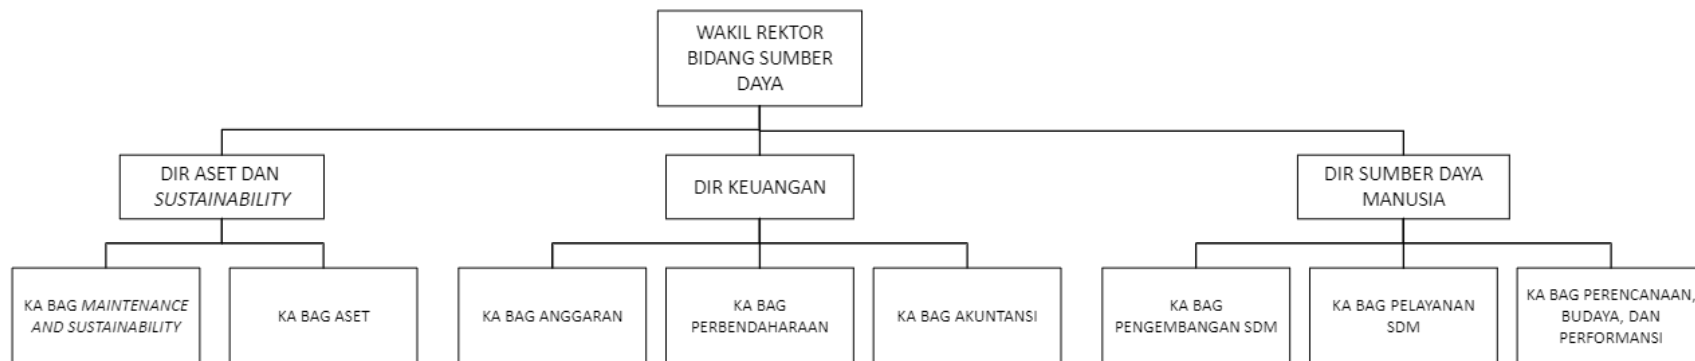 WAKIL REKTOR
BIDANG SUMBER
DAYA
DIR ASET DAN
SUSTAINABILITY
DIR KEUANGAN
DIR SUMBER DAYA
MANUSIA
KA BAG MAINTENANCE
AND SUSTAINABILITY
KA BAG ASET
KA BAG ANGGARAN
KA BAG
PERBENDAHARAAN
KA BAG AKUNTANSI
KA BAG
PENGEMBANGAN SDM
KA BAG PELAYANAN
SDM
KA BAG PERENCANAAN,
BUDAYA, DAN
PERFORMANSI